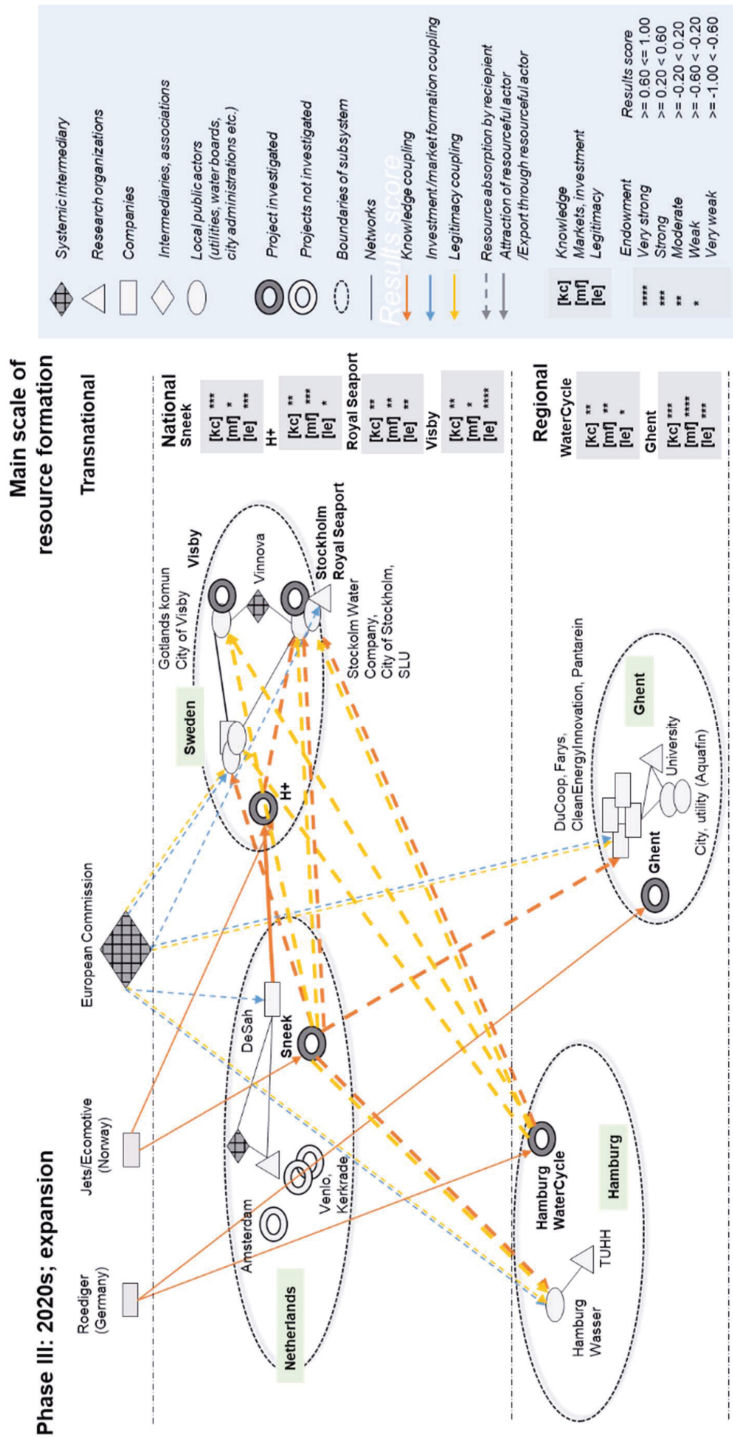 Phase III: 2020s; expansion
Main scale of
resource formation
Roediger
(Germany)
Jets/Ecomotive
(Norway)
European Commission
Transnational
National
Netherlands
Amsterdam
Venlo,
Kerkrade
DeSah
Sneek
Sweden
H+
Gotlands komun
City of Visby
Visby
Vinnova
Stockholm
Royal Seaport
Stockolm Water
Company,
City of Stockholm,
SLU
Sneek
[kc] ***
[mf] *
[le] ***
H+
[kc] **
[mf] ***
[le] *
Royal Seaport
[kc] **
[mf] **
[le] **
Visby
[kc] **
[mf] *
[le] ****
Regional
Hamburg
Wasser
TUHH
Hamburg
WaterCycle
Hamburg
DuCoop, Farys,
CleanEnergyInnovation, Pantarein
Ghent
University
City, utility (Aquafin)
Ghent
WaterCycle
[kc] **
[mf] **
[le] *
Ghent
[kc] ***
[mf] ****
[le] ***
Systemic intermediary
Research organizations
Companies
Intermediaries, associations
Local public actors
(utilities, water boards,
city administrations etc.)
Project investigated
Projects not investigated
Boundaries of subsystem
Networks
Results score
Knowledge coupling
Investment/market formation coupling
Legitimacy coupling
Resource absorption by reciepient
Attraction of resourceful actor
/Export through resourceful actor
[kc] Knowledge
[mf] Markets, investment
[le] Legitimacy
Endowment Results score
**** Very strong >= 0.60 <= 1.00
*** Strong >= 0.20 < 0.60
** Moderate >= -0.20 < 0.20
* Weak >= -0.60 < -0.20
Very weak >= -1.00 < -0.60